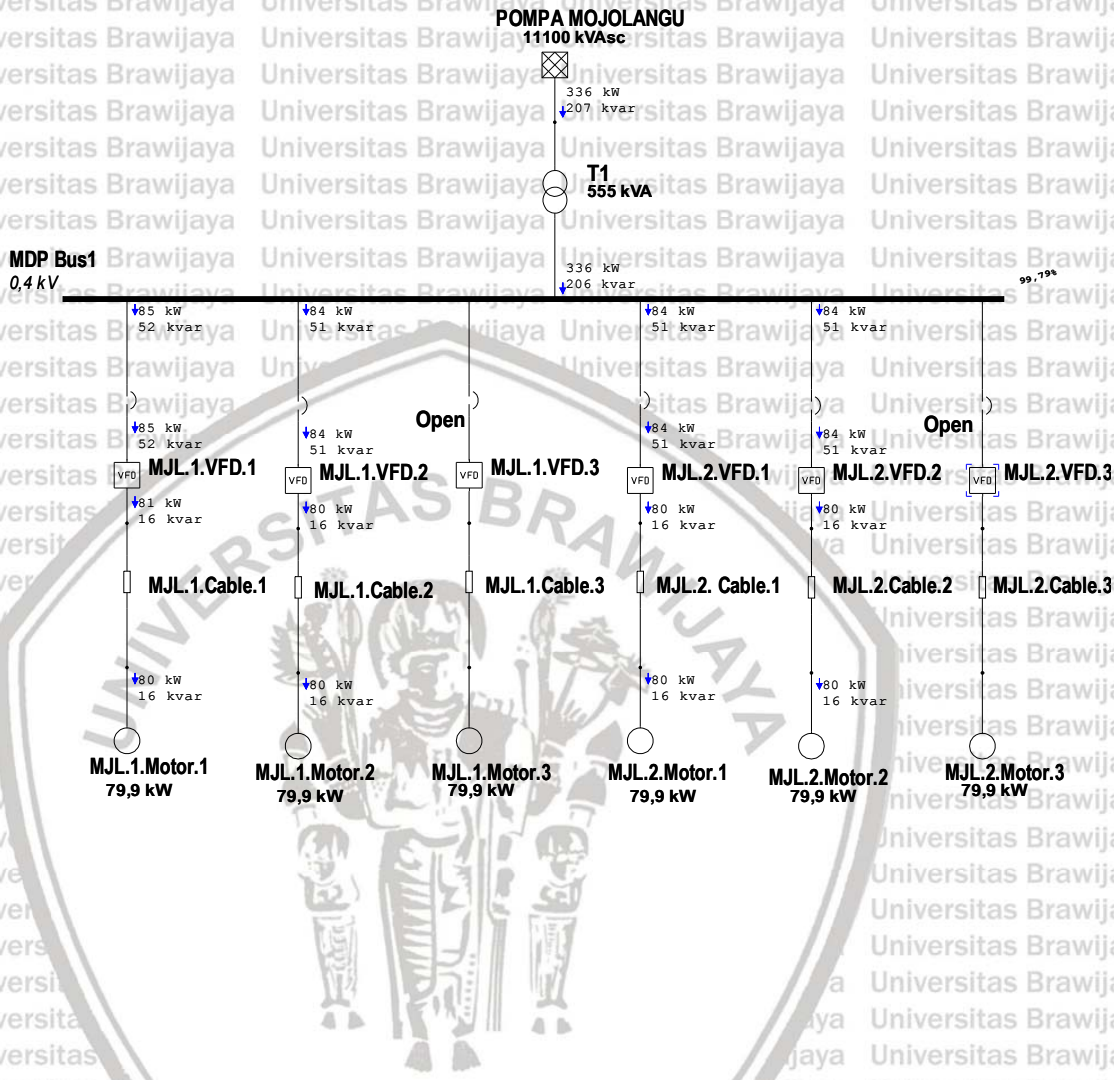 POMPA MOJOLANGU
11100 kVAsc
336 kW
207 kvar
T1
555 kVA
MDP Bus1
0,4 kV
336 kW
206 kvar
99,79%
85 kW
52 kvar
84 kW
51 kvar
84 kW
51 kvar
84 kW
51 kvar
Open
Open
85 kW
52 kvar
84 kW
51 kvar
84 kW
51 kvar
84 kW
51 kvar
VFD MJL.1.VFD.1
VFD MJL.1.VFD.2
VFD MJL.1.VFD.3
VFD MJL.2.VFD.1
VFD MJL.2.VFD.2
VFD MJL.2.VFD.3
81 kW
16 kvar
80 kW
16 kvar
80 kW
16 kvar
80 kW
16 kvar
MJL.1.Cable.1
MJL.1.Cable.2
MJL.1.Cable.3
MJL.2. Cable.1
MJL.2.Cable.2
MJL.2.Cable.3
80 kW
16 kvar
80 kW
16 kvar
80 kW
16 kvar
80 kW
16 kvar
MJL.1.Motor.1
79,9 kW
MJL.1.Motor.2
79,9 kW
MJL.1.Motor.3
79,9 kW
MJL.2.Motor.1
79,9 kW
MJL.2.Motor.2
79,9 kW
MJL.2.Motor.3
79,9 kW
UNIVERSITAS BRAWIJAYA